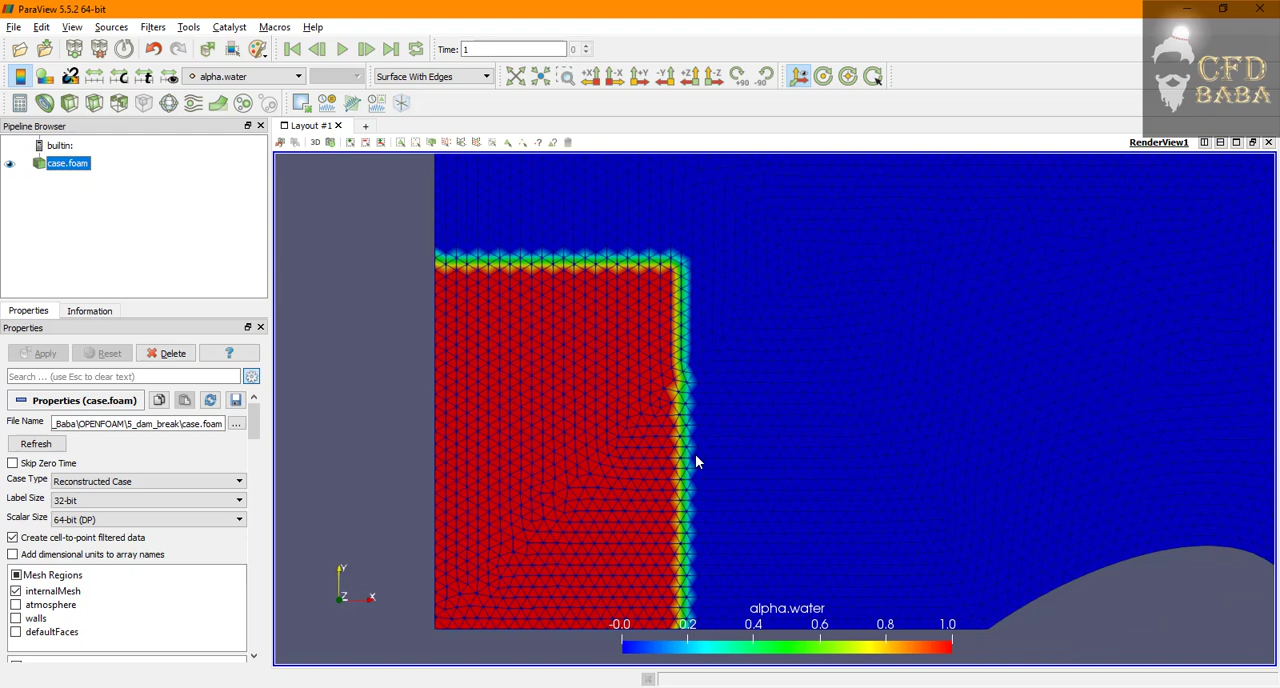 ParaView 5.5.2 64-bit
File Edit View Sources Filters Tools Catalyst Macros Help
CFD
BABA
Time: 1 0
alpha.water Surface With Edges +X -X +Y -Y +Z -Z +90 -90
Pipeline Browser
Layout #1
3D
RenderView1
builtin:
case.foam
Properties Information
Properties
Apply Reset Delete ?
Search ... (use Esc to clear text)
Properties (case.foam)
File Name _Baba\OPENFOAM\5_dam_break\case.foam ...
Refresh
Skip Zero Time
Case Type Reconstructed Case
Label Size 32-bit
Scalar Size 64-bit (DP)
Create cell-to-point filtered data
Add dimensional units to array names
Mesh Regions
internalMesh
atmosphere
walls
defaultFaces
Y
Z X
alpha.water
-0.0 0.2 0.4 0.6 0.8 1.0